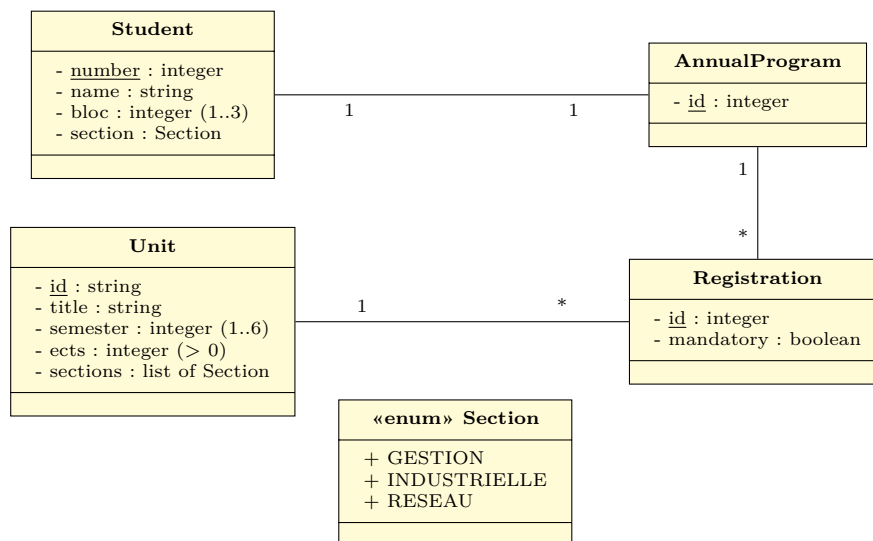 Student
- number : integer
- name : string
- bloc : integer (1..3)
- section : Section
1
1
AnnualProgram
- id : integer
1
*
Unit
- id : string
- title : string
- semester : integer (1..6)
- ects : integer (> 0)
- sections : list of Section
1
*
Registration
- id : integer
- mandatory : boolean
«enum» Section
+ GESTION
+ INDUSTRIELLE
+ RESEAU